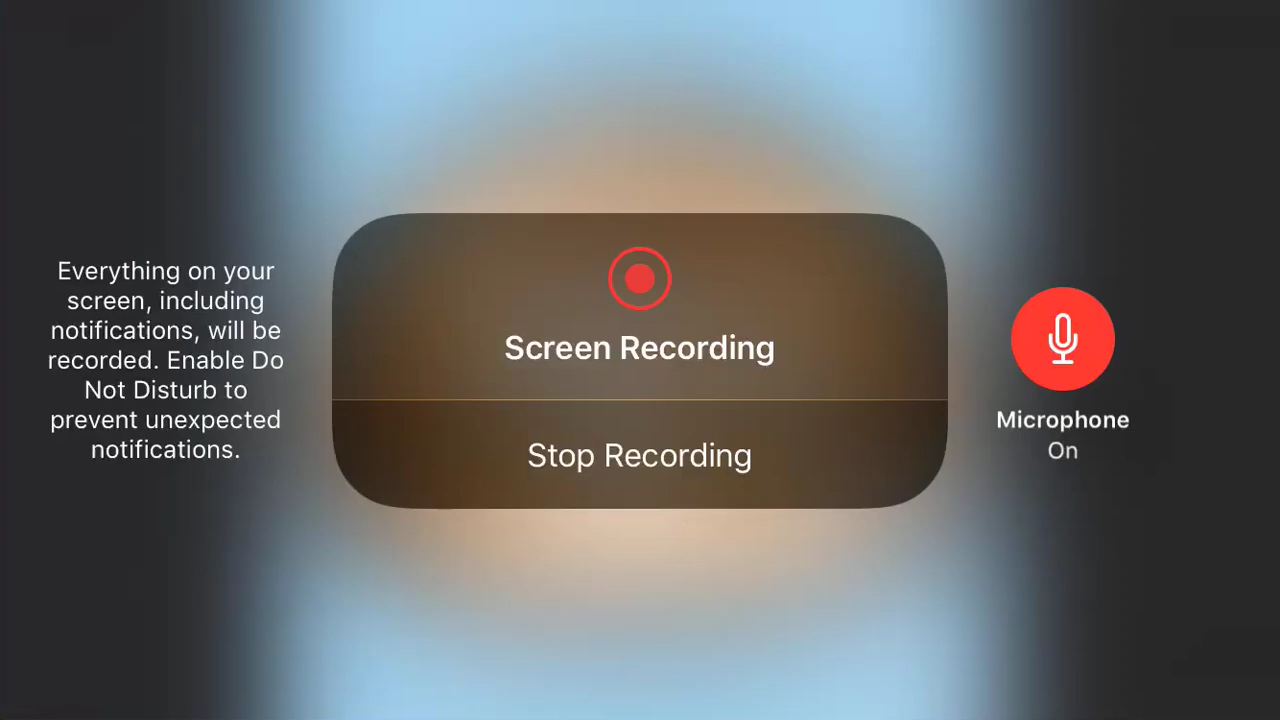 Everything on your
screen, including
notifications, will be
recorded. Enable Do
Not Disturb to
prevent unexpected
notifications.
Screen Recording
Stop Recording
Microphone
On